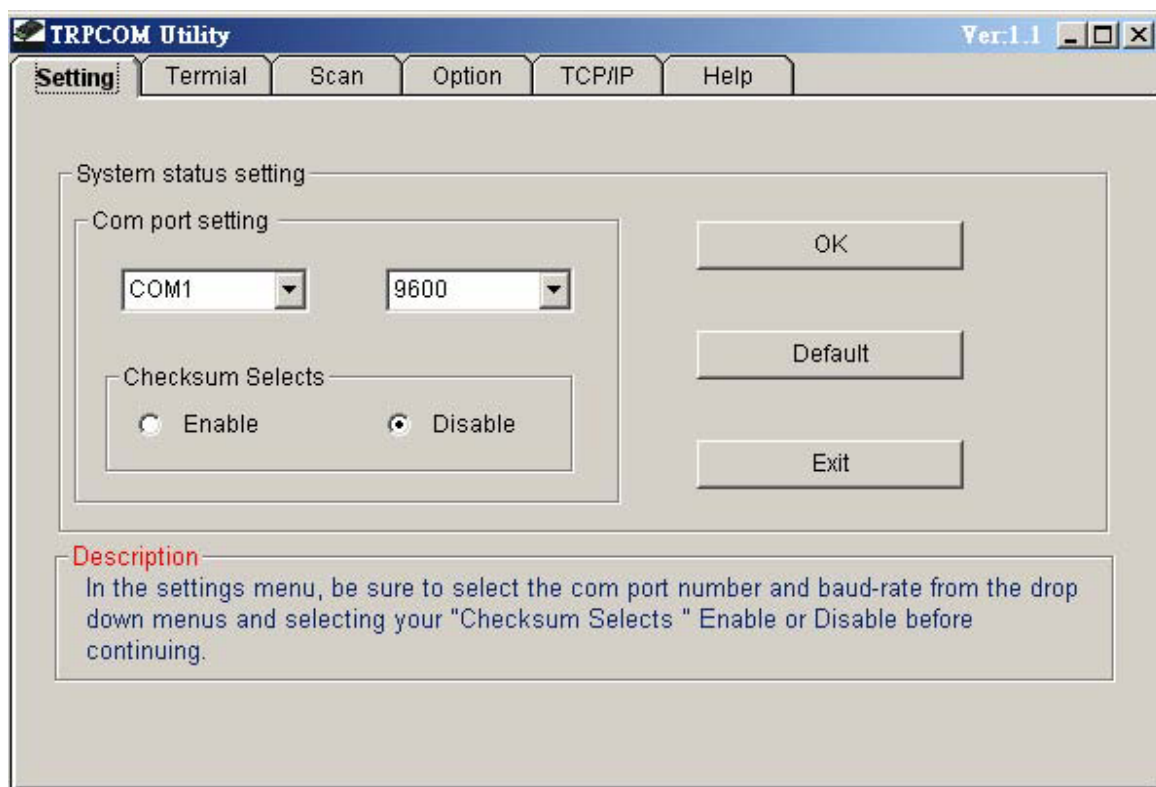 TRPCOM Utility Ver:1.1
Setting Termial Scan Option TCP/IP Help
System status setting
Com port setting
COM1 9600
Checksum Selects
Enable Disable
OK
Default
Exit
Description
In the settings menu, be sure to select the com port number and baud-rate from the drop
down menus and selecting your "Checksum Selects " Enable or Disable before
continuing.